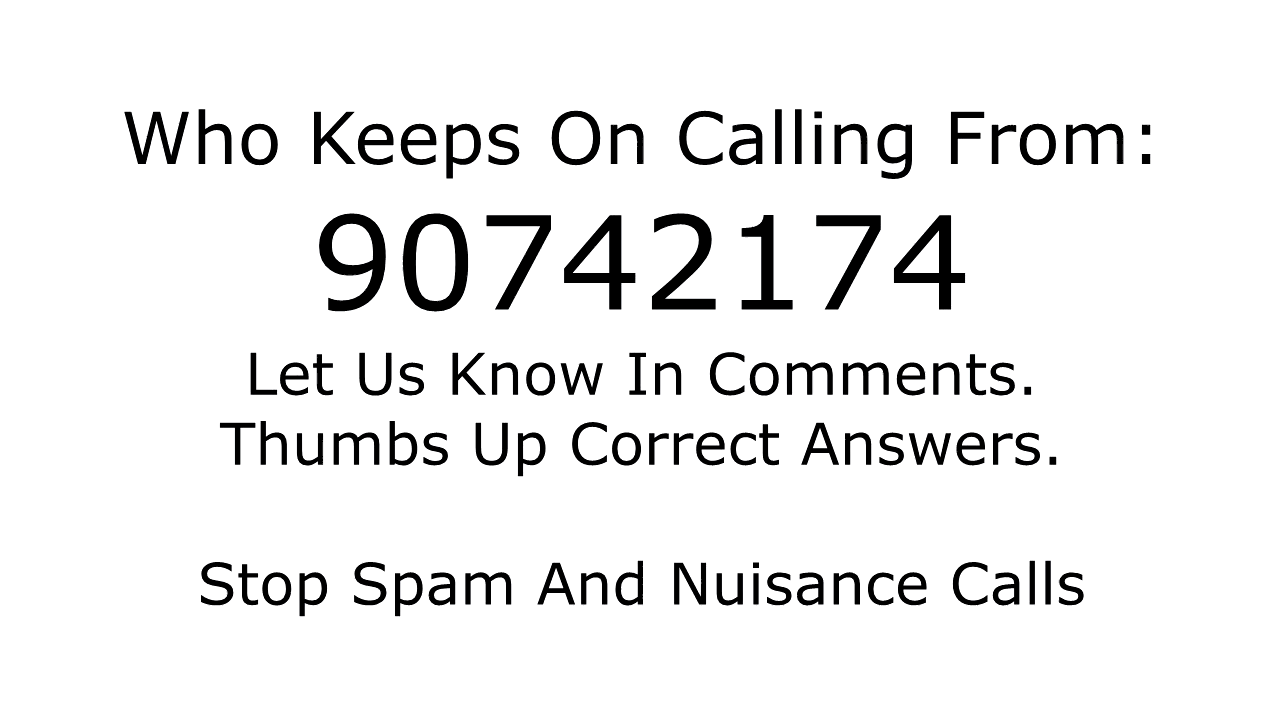 Who Keeps On Calling From:
90742174
Let Us Know In Comments.
Thumbs Up Correct Answers.
Stop Spam And Nuisance Calls